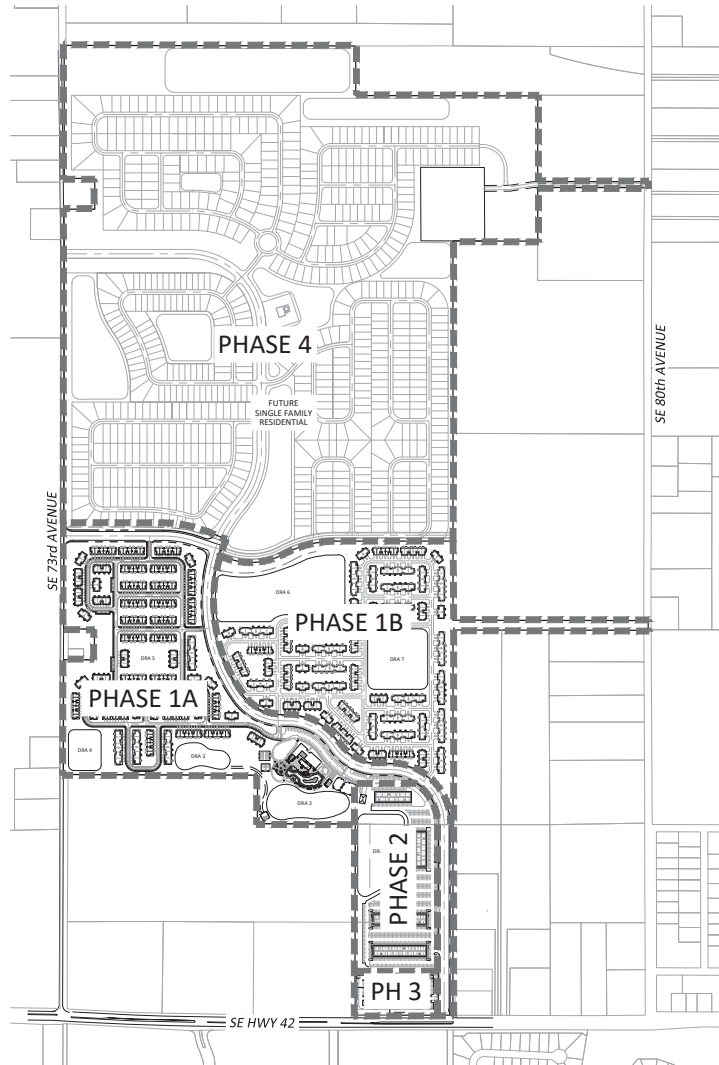 SE 80th AVENUE
PHASE 4
FUTURE
SINGLE FAMILY
RESIDENTIAL
SE 73rd AVENUE
DRA 6
PHASE 1B
DRA 5
DRA 7
PHASE 1A
DRA 4
DRA 3
DRA 2
PHASE 2
PH 3
SE HWY 42